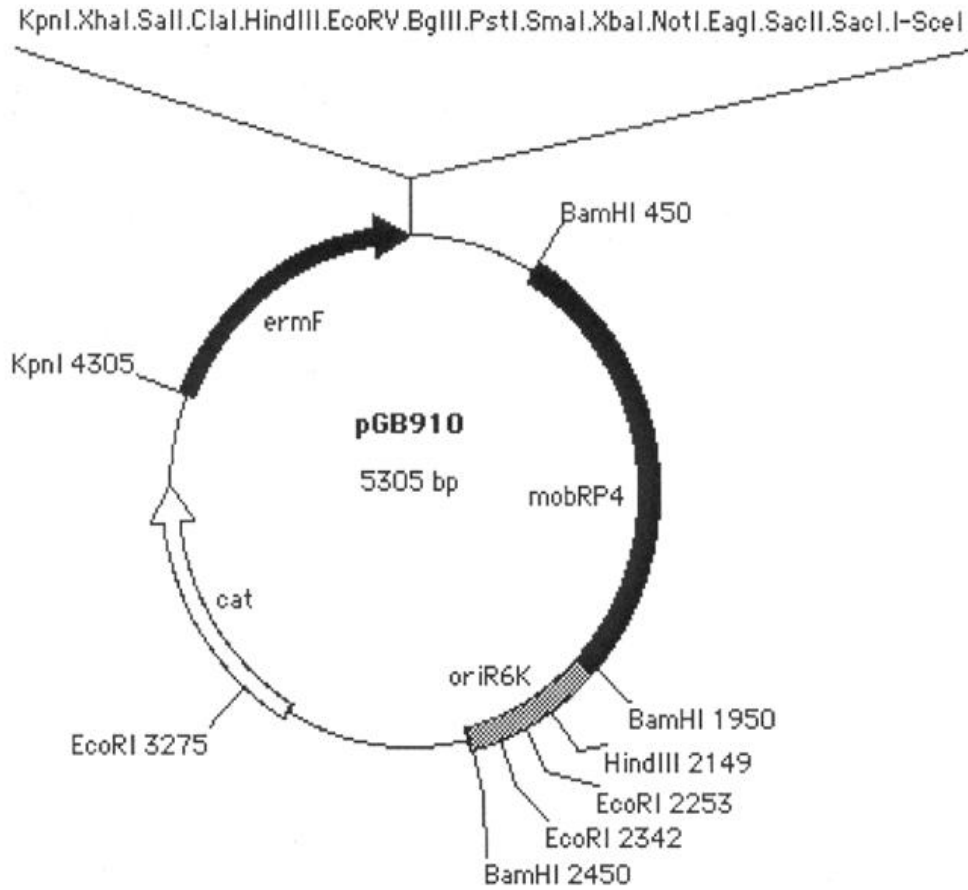 KpnI.XhaI.SalI.ClaI.HindIII.EcoRV.BglII.PstI.SmaI.XbaI.NotI.EagI.SacII.SacI.I-SceI
BamHI 450
ermF
KpnI 4305
pGB910
5305 bp
mobRP4
cat
oriR6K
BamHI 1950
EcoRI 3275
HindIII 2149
EcoRI 2253
EcoRI 2342
BamHI 2450